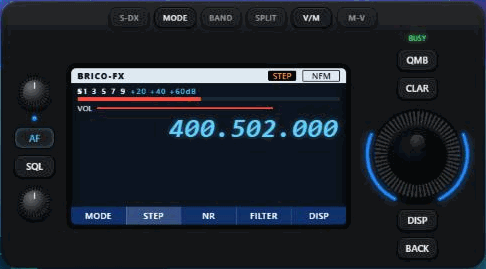 S-DX MODE BAND SPLIT V/M M-V
BUSY
QMB
CLAR
BRICO-FX STEP NFM
S1 3 5 7 9 +20 +40 +60dB
VOL
400.502.000
AF
SQL
MODE STEP NR FILTER DISP
DISP
BACK